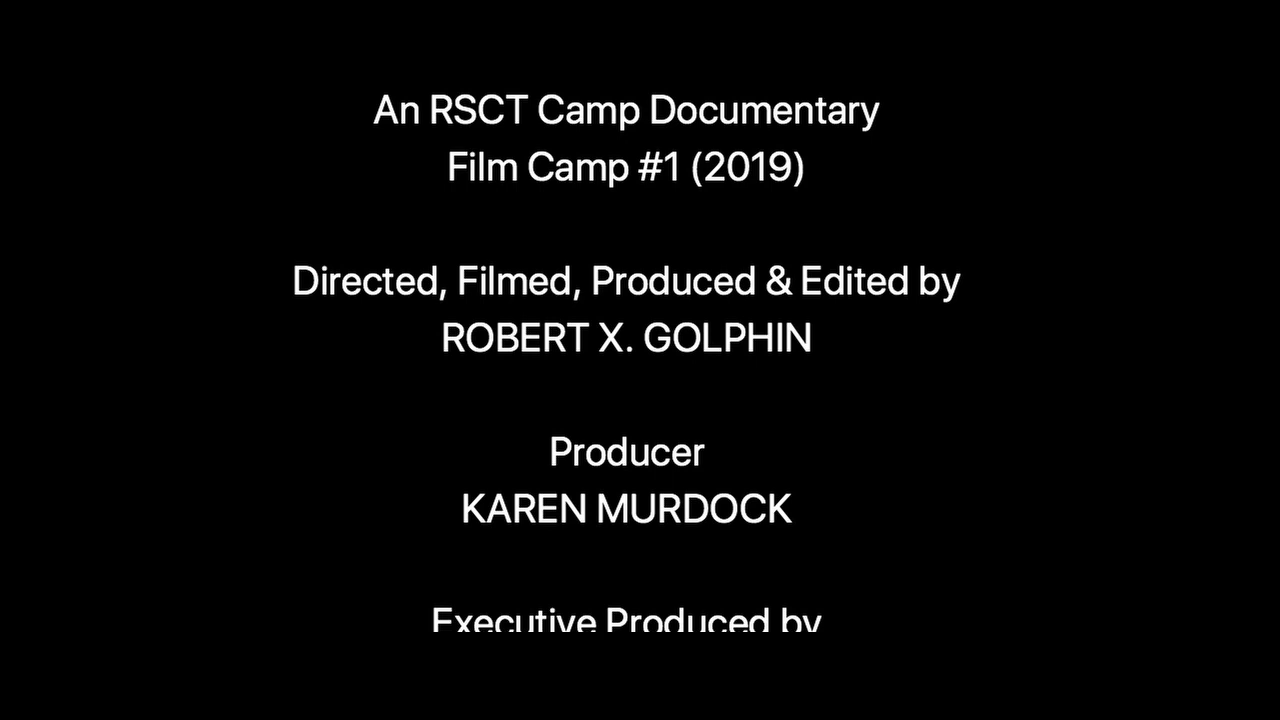 An RSCT Camp Documentary
Film Camp #1 (2019)
Directed, Filmed, Produced & Edited by
ROBERT X. GOLPHIN
Producer
KAREN MURDOCK
Executive Produced by